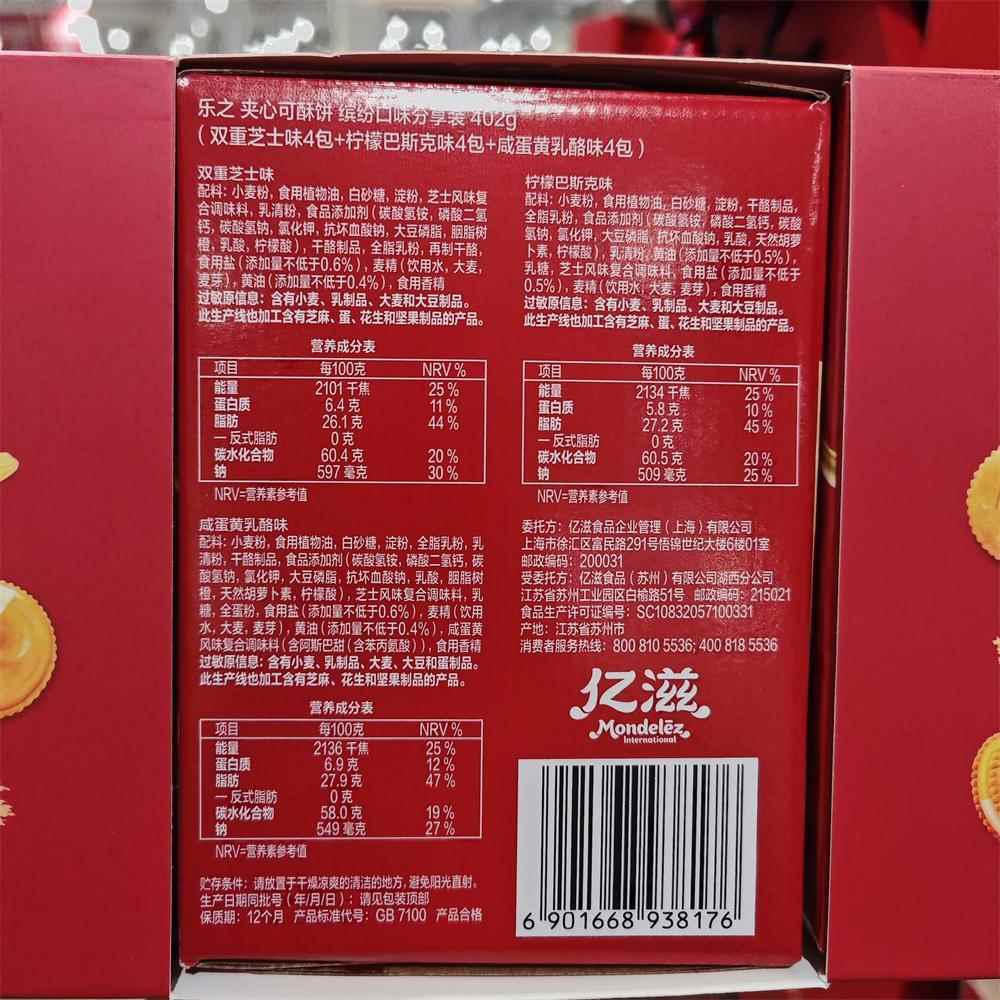 乐之 夹心可酥饼 缤纷口味分享装 402g
（双重芝士味4包+柠檬巴斯克味4包+咸蛋黄乳酪味4包）
双重芝士味
配料：小麦粉，食用植物油，白砂糖，淀粉，芝士风味复
合调味料，乳清粉，食品添加剂（碳酸氢铵，磷酸二氢
钙，碳酸氢钠，氯化钾，抗坏血酸钠，大豆磷脂，胭脂树
橙，乳酸，柠檬酸），干酪制品，全脂乳粉，再制干酪，
食用盐（添加量不低于0.6%），麦精（饮用水，大麦，
麦芽），黄油（添加量不低于0.4%），食用香精
过敏原信息：含有小麦、乳制品、大麦和大豆制品。
此生产线也加工含有芝麻、蛋、花生和坚果制品的产品。
营养成分表
项目 每100克 NRV %
能量 2101 千焦 25 %
蛋白质 6.4 克 11 %
脂肪 26.1 克 44 %
— 反式脂肪 0 克
碳水化合物 60.4 克 20 %
钠 597 毫克 30 %
NRV=营养素参考值
柠檬巴斯克味
配料：小麦粉，食用植物油，白砂糖，淀粉，干酪制品，
全脂乳粉，食品添加剂（碳酸氢铵，磷酸二氢钙，碳酸
氢钠，氯化钾，大豆磷脂，抗坏血酸钠，乳酸，天然胡萝
卜素，柠檬酸），乳清粉，黄油（添加量不低于0.5%），
乳糖，芝士风味复合调味料，食用盐（添加量不低于
0.5%），麦精（饮用水，大麦，麦芽），食用香精
过敏原信息：含有小麦、乳制品、大麦和大豆制品。
此生产线也加工含有芝麻、蛋、花生和坚果制品的产品。
营养成分表
项目 每100克 NRV %
能量 2134 千焦 25 %
蛋白质 5.8 克 10 %
脂肪 27.2 克 45 %
— 反式脂肪 0 克
碳水化合物 60.5 克 20 %
钠 509 毫克 25 %
NRV=营养素参考值
咸蛋黄乳酪味
配料：小麦粉，食用植物油，白砂糖，淀粉，全脂乳粉，乳
清粉，干酪制品，食品添加剂（碳酸氢铵，磷酸二氢钙，碳
酸氢钠，氯化钾，大豆磷脂，抗坏血酸钠，乳酸，胭脂树
橙，天然胡萝卜素，柠檬酸），芝士风味复合调味料，乳
糖，全蛋粉，食用盐（添加量不低于0.6%），麦精（饮用
水，大麦，麦芽），黄油（添加量不低于0.4%），咸蛋黄
风味复合调味料（含阿斯巴甜（含苯丙氨酸）），食用香精
过敏原信息：含有小麦、乳制品、大麦、大豆和蛋制品。
此生产线也加工含有芝麻、花生和坚果制品的产品。
营养成分表
项目 每100克 NRV %
能量 2136 千焦 25 %
蛋白质 6.9 克 12 %
脂肪 27.9 克 47 %
— 反式脂肪 0 克
碳水化合物 58.0 克 19 %
钠 549 毫克 27 %
NRV=营养素参考值
贮存条件：请放置于干燥凉爽的清洁的地方，避免阳光直射。
生产日期同批号（年/月/日）：请见包装顶部
保质期：12个月 产品标准代号：GB 7100 产品合格
委托方：亿滋食品企业管理（上海）有限公司
上海市徐汇区富民路291号悟锦世纪大楼6楼01室
邮政编码：200031
受委托方：亿滋食品（苏州）有限公司湖西分公司
江苏省苏州工业园区白榆路51号 邮政编码：215021
食品生产许可证编号：SC10832057100331
产地：江苏省苏州市
消费者服务热线：800 810 5536; 400 818 5536
亿滋
Mondelēz
International
6 901668 938176